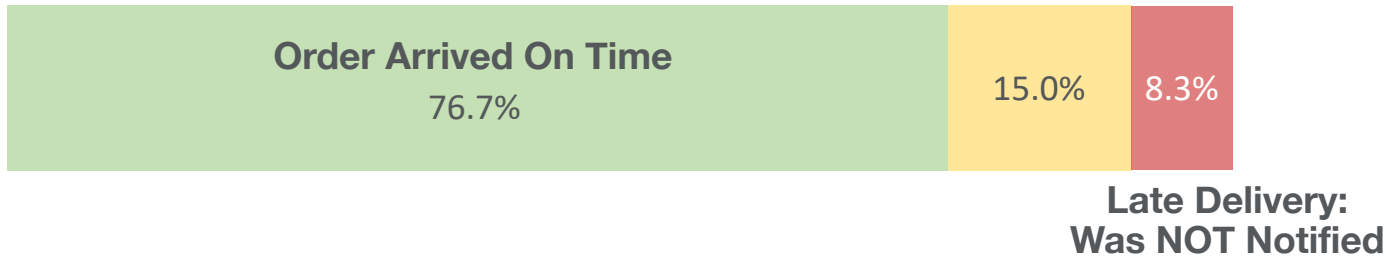 Order Arrived On Time
76.7%
15.0%
8.3%
Late Delivery:
Was NOT Notified